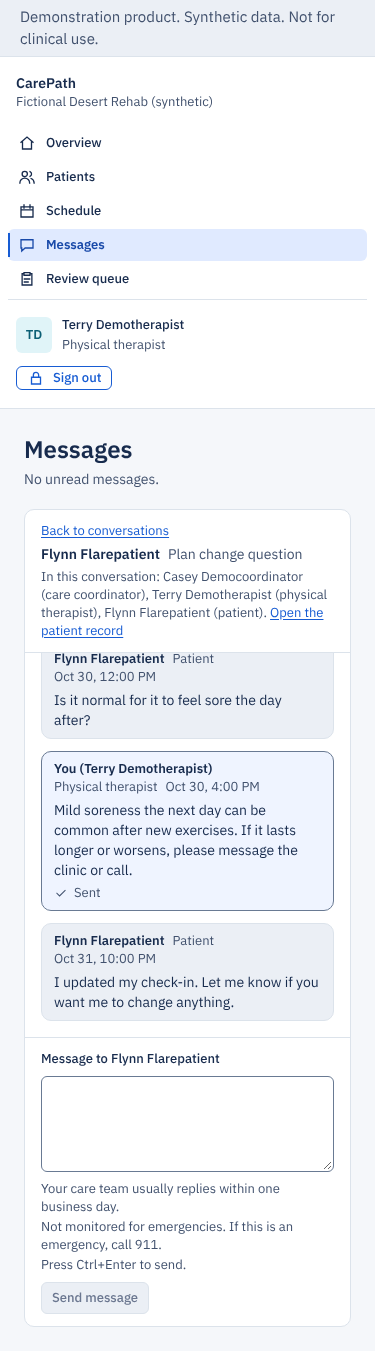 Demonstration product. Synthetic data. Not for
clinical use.
CarePath
Fictional Desert Rehab (synthetic)
Overview
Patients
Schedule
Messages
Review queue
TD
Terry Demotherapist
Physical therapist
Sign out
Messages
No unread messages.
Back to conversations
Flynn Flarepatient Plan change question
In this conversation: Casey Democoordinator
(care coordinator), Terry Demotherapist (physical
therapist), Flynn Flarepatient (patient). Open the
patient record
Flynn Flarepatient Patient
Oct 30, 12:00 PM
Is it normal for it to feel sore the day
after?
You (Terry Demotherapist)
Physical therapist Oct 30, 4:00 PM
Mild soreness the next day can be
common after new exercises. If it lasts
longer or worsens, please message the
clinic or call.
Sent
Flynn Flarepatient Patient
Oct 31, 10:00 PM
I updated my check-in. Let me know if you
want me to change anything.
Message to Flynn Flarepatient
Your care team usually replies within one
business day.
Not monitored for emergencies. If this is an
emergency, call 911.
Press Ctrl+Enter to send.
Send message